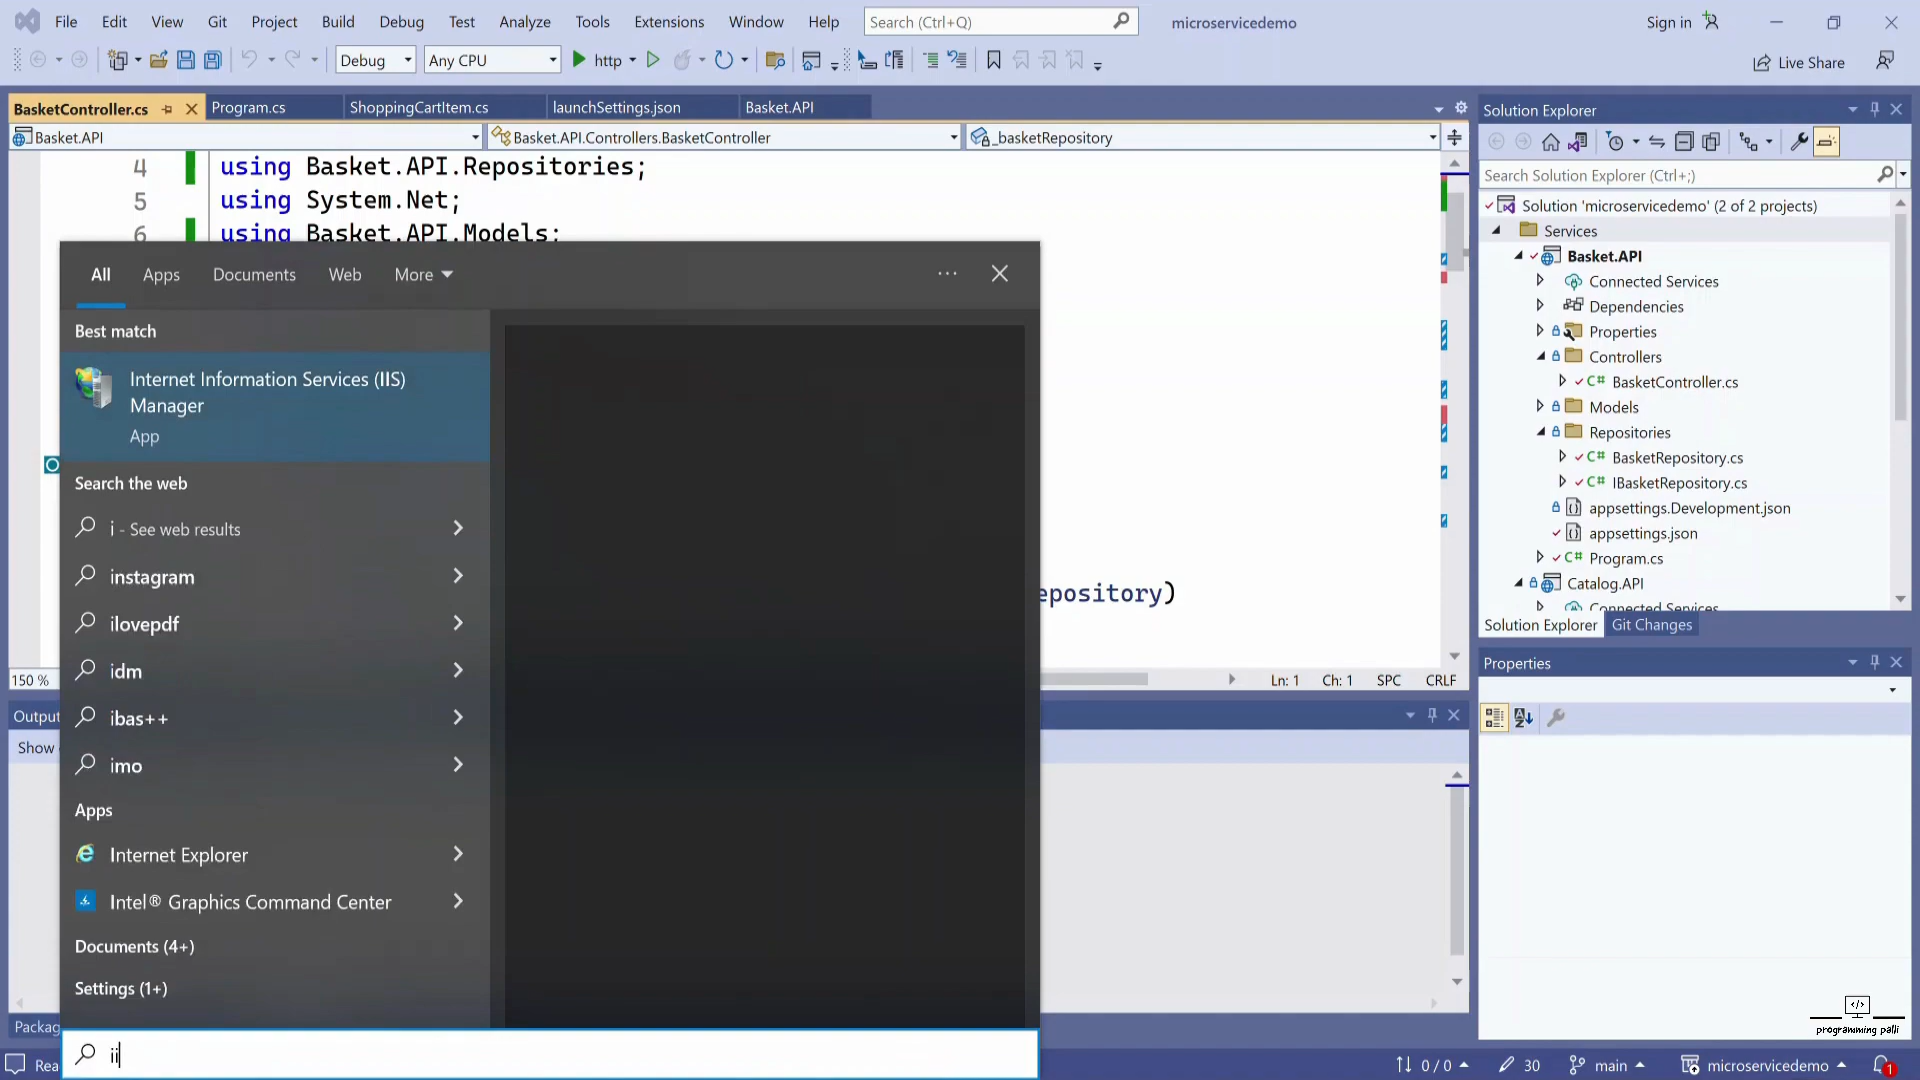 File Edit View Git Project Build Debug Test Analyze Tools Extensions Window Help Search (Ctrl+Q) microservicedemo Sign in
Debug Any CPU http Live Share
BasketController.cs Program.cs ShoppingCartItem.cs launchSettings.json Basket.API
Basket.API Basket.API.Controllers.BasketController _basketRepository
4 using Basket.API.Repositories;
5 using System.Net;
6 using Basket.API.Models;
epository)
150 % Ln: 1 Ch: 1 SPC CRLF
Output
Show
Packag
All Apps Documents Web More
Best match
Internet Information Services (IIS)
Manager
App
Search the web
i - See web results
instagram
ilovepdf
idm
ibas++
imo
Apps
Internet Explorer
Intel® Graphics Command Center
Documents (4+)
Settings (1+)
ii
Solution Explorer
Search Solution Explorer (Ctrl+;)
Solution 'microservicedemo' (2 of 2 projects)
Services
Basket.API
Connected Services
Dependencies
Properties
Controllers
C# BasketController.cs
Models
Repositories
C# BasketRepository.cs
C# IBasketRepository.cs
appsettings.Development.json
appsettings.json
C# Program.cs
Catalog.API
Connected Services
Solution Explorer Git Changes
Properties
programming palli
Rea 0 / 0 30 main microservicedemo 1